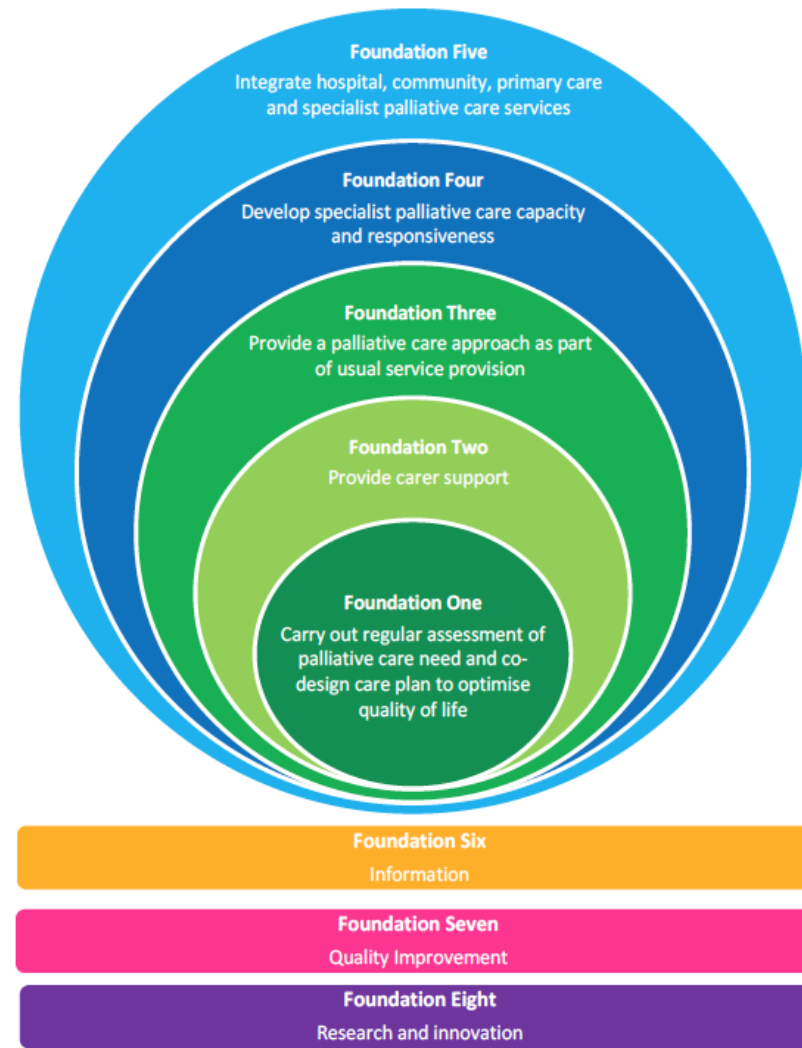 Foundation Five
Integrate hospital, community, primary care
and specialist palliative care services
Foundation Four
Develop specialist palliative care capacity
and responsiveness
Foundation Three
Provide a palliative care approach as part
of usual service provision
Foundation Two
Provide carer support
Foundation One
Carry out regular assessment of
palliative care need and co-
design care plan to optimise
quality of life
Foundation Six
Information
Foundation Seven
Quality Improvement
Foundation Eight
Research and innovation